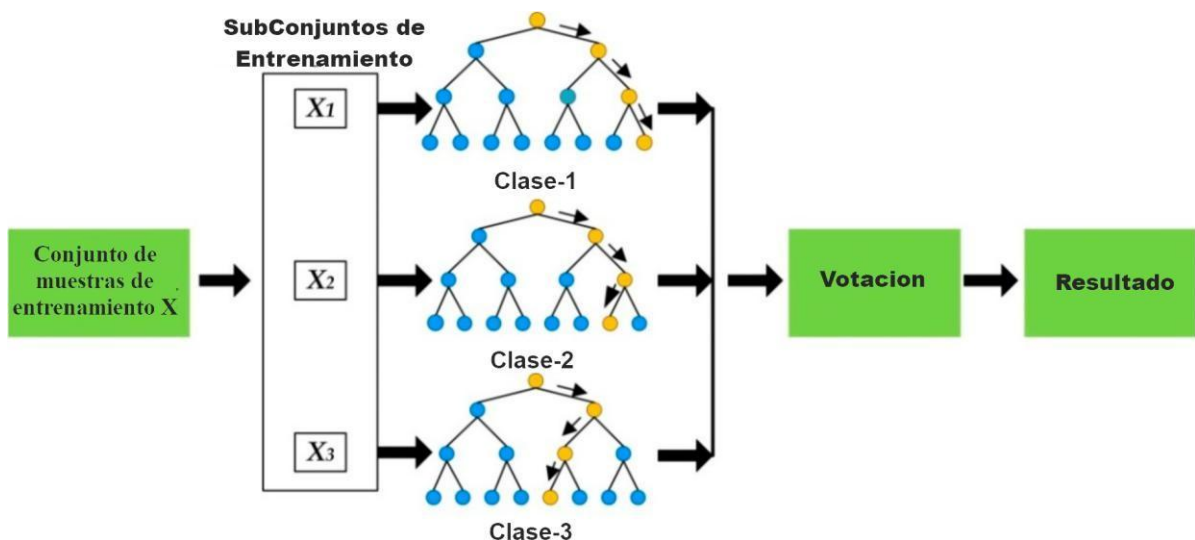 SubConjuntos de
Entrenamiento
X1
Clase-1
Conjunto de
muestras de
entrenamiento X
X2
Clase-2
Votacion
Resultado
X3
Clase-3